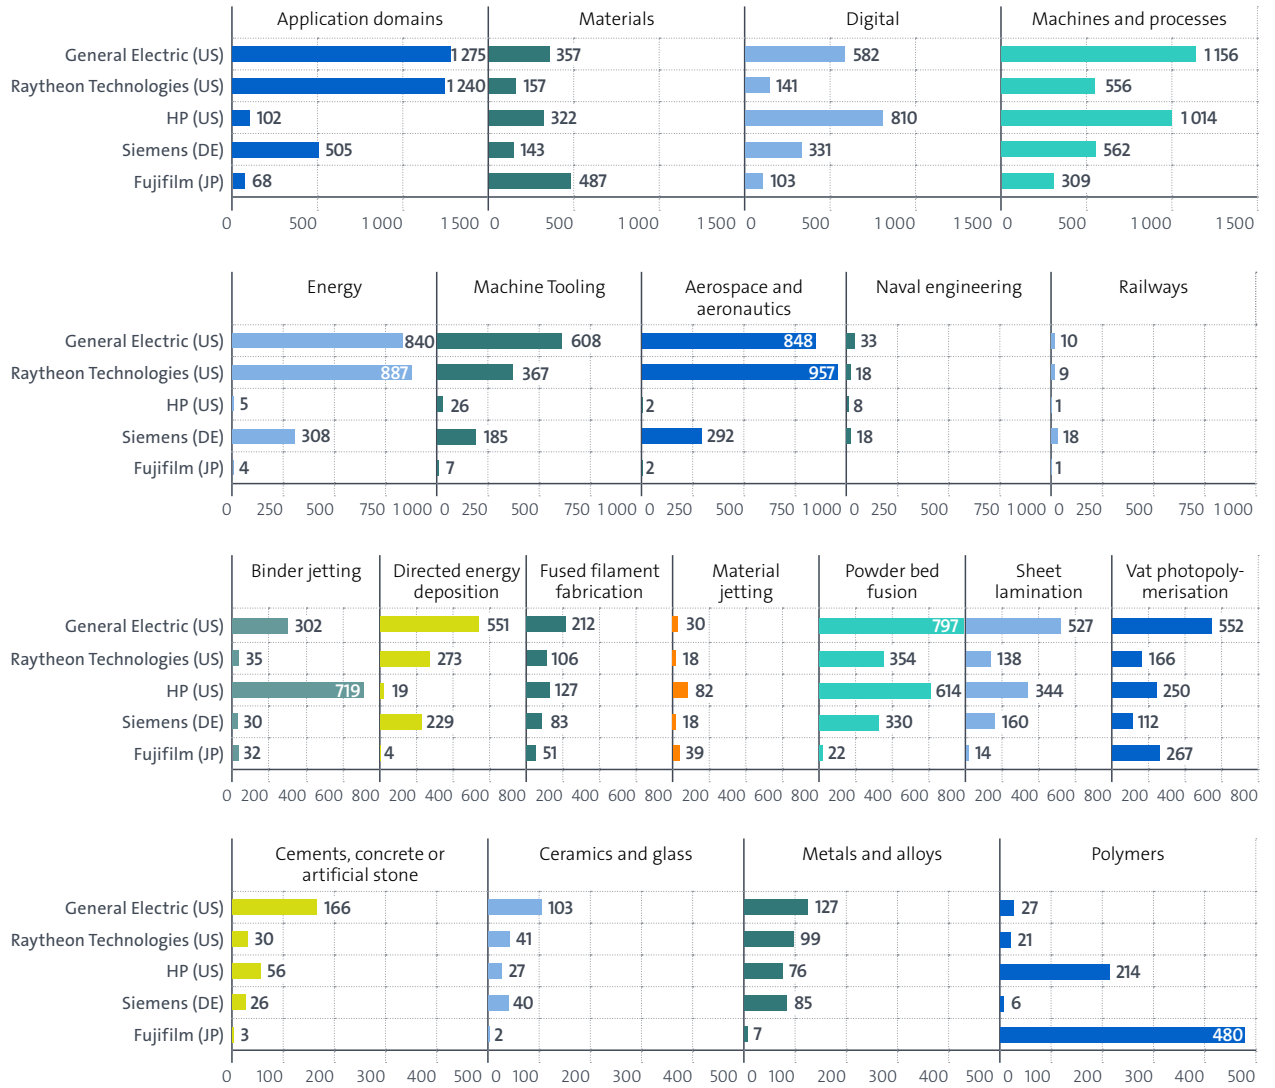 Application domains Materials Digital Machines and processes
General Electric (US) 1 275 357 582 1 156
Raytheon Technologies (US) 1 240 157 141 556
HP (US) 102 322 810 1 014
Siemens (DE) 505 143 331 562
Fujifilm (JP) 68 487 103 309
0 500 1 000 1 500 0 500 1 000 1 500 0 500 1 000 1 500 0 500 1 000 1 500
Energy Machine Tooling Aerospace and Naval engineering Railways
aeronautics
General Electric (US) 840 608 848 33 10
Raytheon Technologies (US) 887 367 957 18 9
HP (US) 5 26 2 8 1
Siemens (DE) 308 185 292 18 18
Fujifilm (JP) 4 7 2 1
0 250 500 750 1 000 0 250 500 750 1 000 0 250 500 750 1 000 0 250 500 750 1 000 0 250 500 750 1 000
Binder jetting Directed energy Fused filament Material Powder bed Sheet Vat photopoly-
deposition fabrication jetting fusion lamination merisation
General Electric (US) 302 551 212 30 797 527 552
Raytheon Technologies (US) 35 273 106 18 354 138 166
HP (US) 719 19 127 82 614 344 250
Siemens (DE) 30 229 83 18 330 160 112
Fujifilm (JP) 32 4 51 39 22 14 267
0 200 400 600 800 200 400 600 800 200 400 600 800 200 400 600 800 200 400 600 800 200 400 600 800 200 400 600 800
Cements, concrete or Ceramics and glass Metals and alloys Polymers
artificial stone
General Electric (US) 166 103 127 27
Raytheon Technologies (US) 30 41 99 21
HP (US) 56 27 76 214
Siemens (DE) 26 40 85 6
Fujifilm (JP) 3 2 7 480
0 100 200 300 400 500 0 100 200 300 400 500 0 100 200 300 400 500 0 100 200 300 400 500